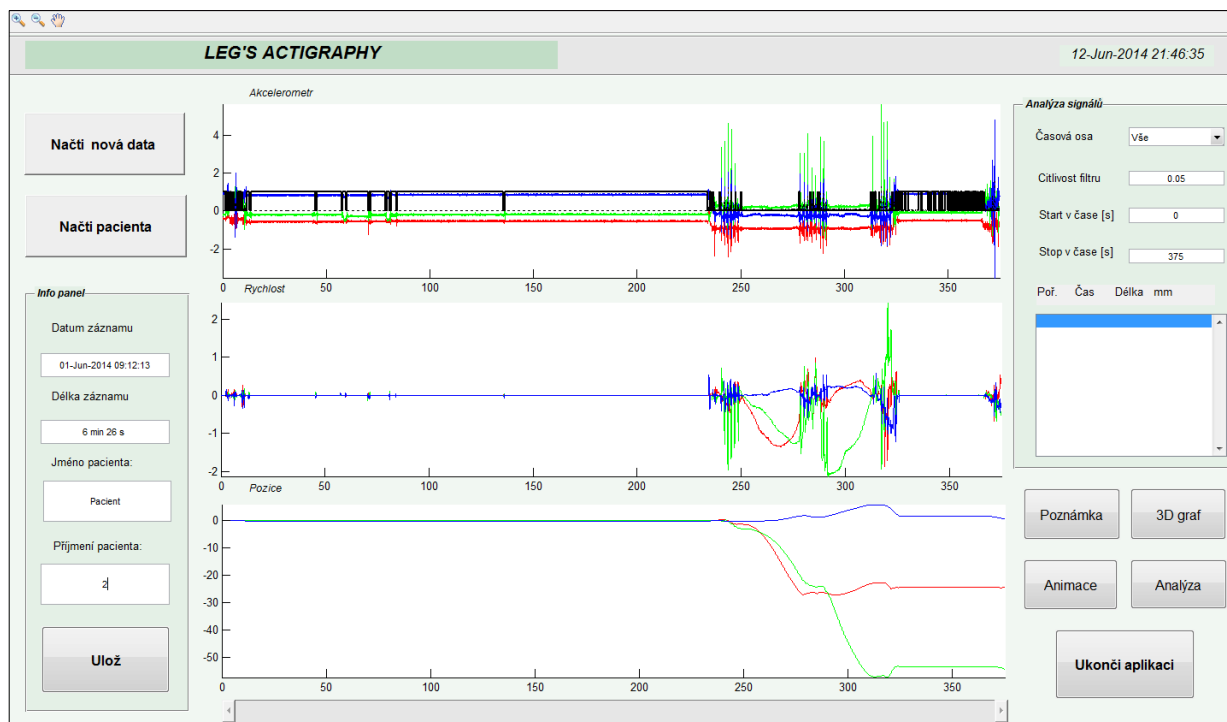 LEG'S ACTIGRAPHY
12-Jun-2014 21:46:35
Načti nová data
Načti pacienta
Info panel
Datum záznamu
01-Jun-2014 09:12:13
Délka záznamu
6 min 26 s
Jméno pacienta:
Pacient
Příjmení pacienta:
2
Ulož
Akcelerometr
4
2
0
-2
0 50 100 150 200 250 300 350
Rychlost
2
1
0
-1
-2
0 50 100 150 200 250 300 350
Pozice
0
-10
-20
-30
-40
-50
0 50 100 150 200 250 300 350
Analýza signálů
Časová osa Vše
Citlivost filtru 0.05
Start v čase [s] 0
Stop v čase [s] 375
Poř. Čas Délka mm
Poznámka 3D graf
Animace Analýza
Ukonči aplikaci